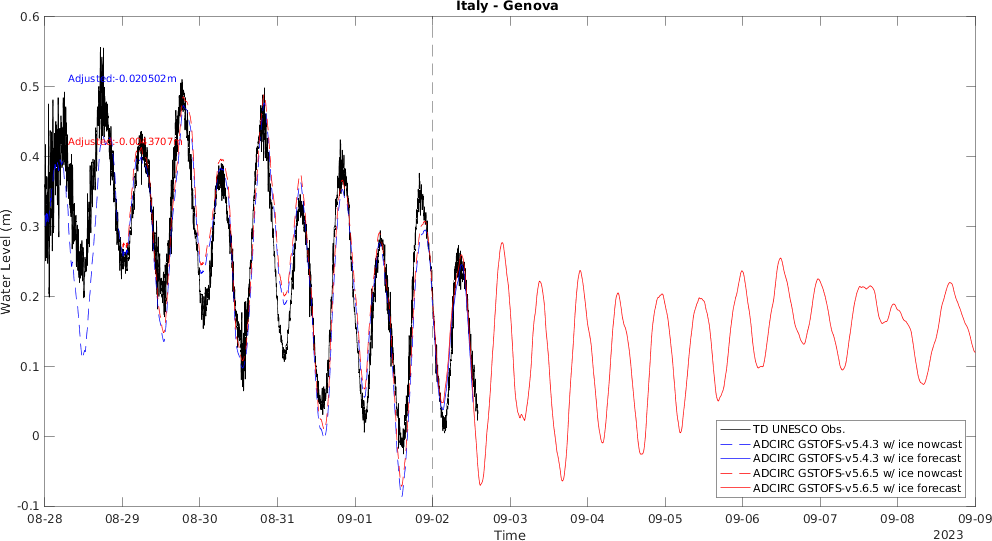 Italy - Genova
0.6
0.5
0.4
0.3
0.2
0.1
0
-0.1
Water Level (m)
Adjusted:-0.020502m
08-28
08-29
08-30
08-31
09-01
09-02
09-03
09-04
09-05
09-06
09-07
09-08
09-09
Time
2023
TD UNESCO Obs.
ADCIRC GSTOFS-v5.4.3 w/ ice nowcast
ADCIRC GSTOFS-v5.4.3 w/ ice forecast
ADCIRC GSTOFS-v5.6.5 w/ ice nowcast
ADCIRC GSTOFS-v5.6.5 w/ ice forecast